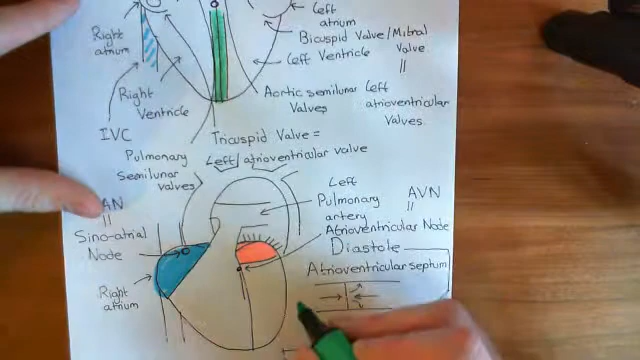 Left
atrium
Right
atrium
Bicuspid Valve/Mitral
Valve
||
Left Ventricle
Right
Ventricle
Aortic semilunar
Valves
Left
atrioventricular
Valves
IVC
Tricuspid Valve =
Left/atrioventricular valve
Pulmonary
Semilunar
valves
AN
||
Sino-atrial
Node
Left
Pulmonary
artery
AVN
||
Atrioventricular Node
Diastole
Atrioventricular septum
Right
atrium